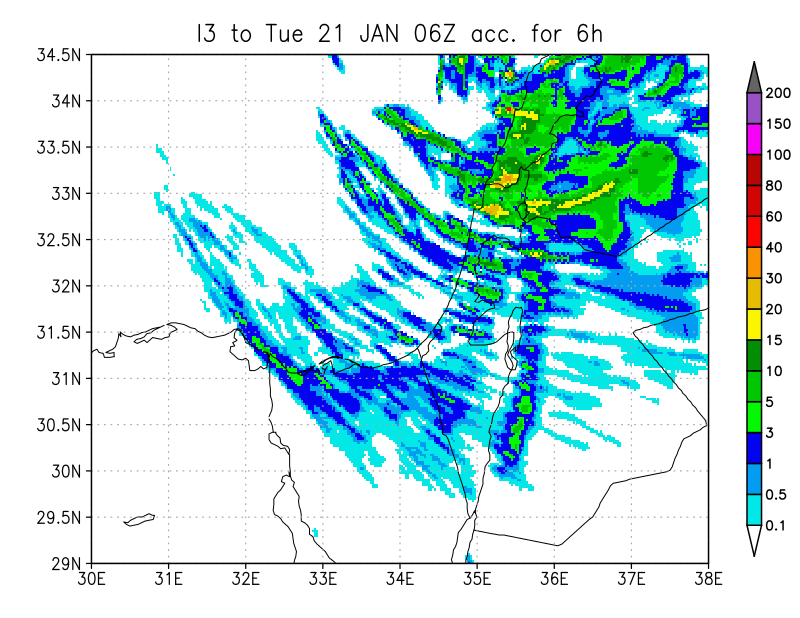 I3 to Tue 21 JAN 06Z acc. for 6h
34.5N
34N
33.5N
33N
32.5N
32N
31.5N
31N
30.5N
30N
29.5N
29N
30E 31E 32E 33E 34E 35E 36E 37E 38E
200
150
100
80
60
40
30
20
15
10
5
3
1
0.5
0.1